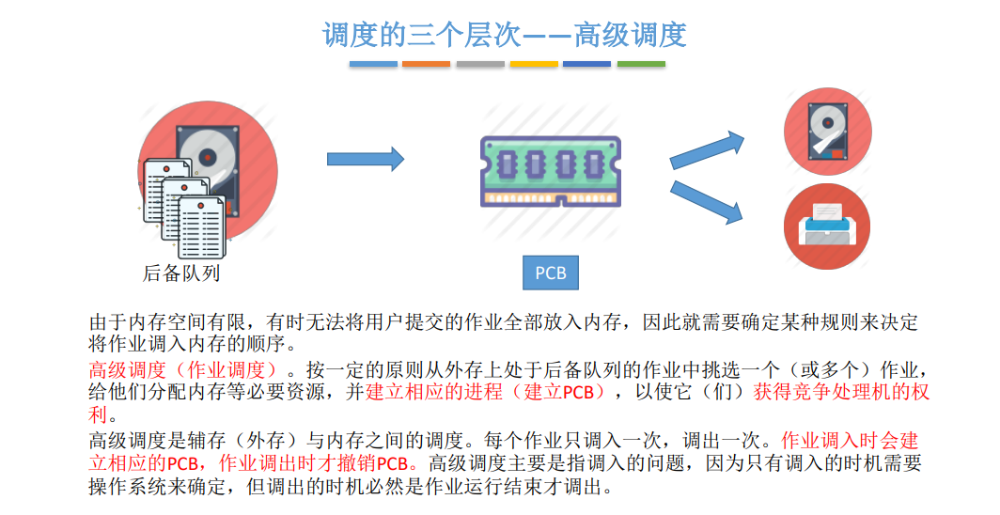 调度的三个层次——高级调度
后备队列
PCB
由于内存空间有限，有时无法将用户提交的作业全部放入内存，因此就需要确定某种规则来决定
将作业调入内存的顺序。
高级调度（作业调度）。按一定的原则从外存上处于后备队列的作业中挑选一个（或多个）作业，
给他们分配内存等必要资源，并建立相应的进程（建立PCB），以使它（们）获得竞争处理机的权
利。
高级调度是辅存（外存）与内存之间的调度。每个作业只调入一次，调出一次。作业调入时会建
立相应的PCB，作业调出时才撤销PCB。高级调度主要是指调入的问题，因为只有调入的时机需要
操作系统来确定，但调出的时机必然是作业运行结束才调出。